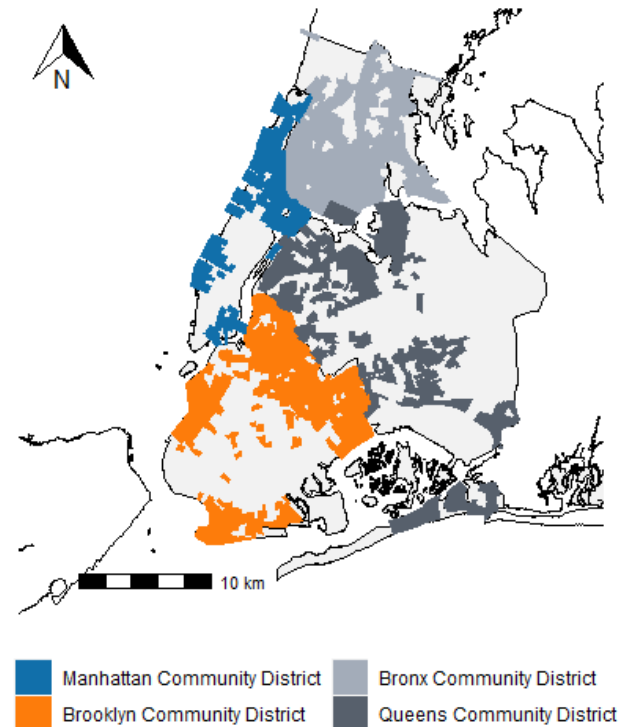 N
10 km
Manhattan Community District
Bronx Community District
Brooklyn Community District
Queens Community District